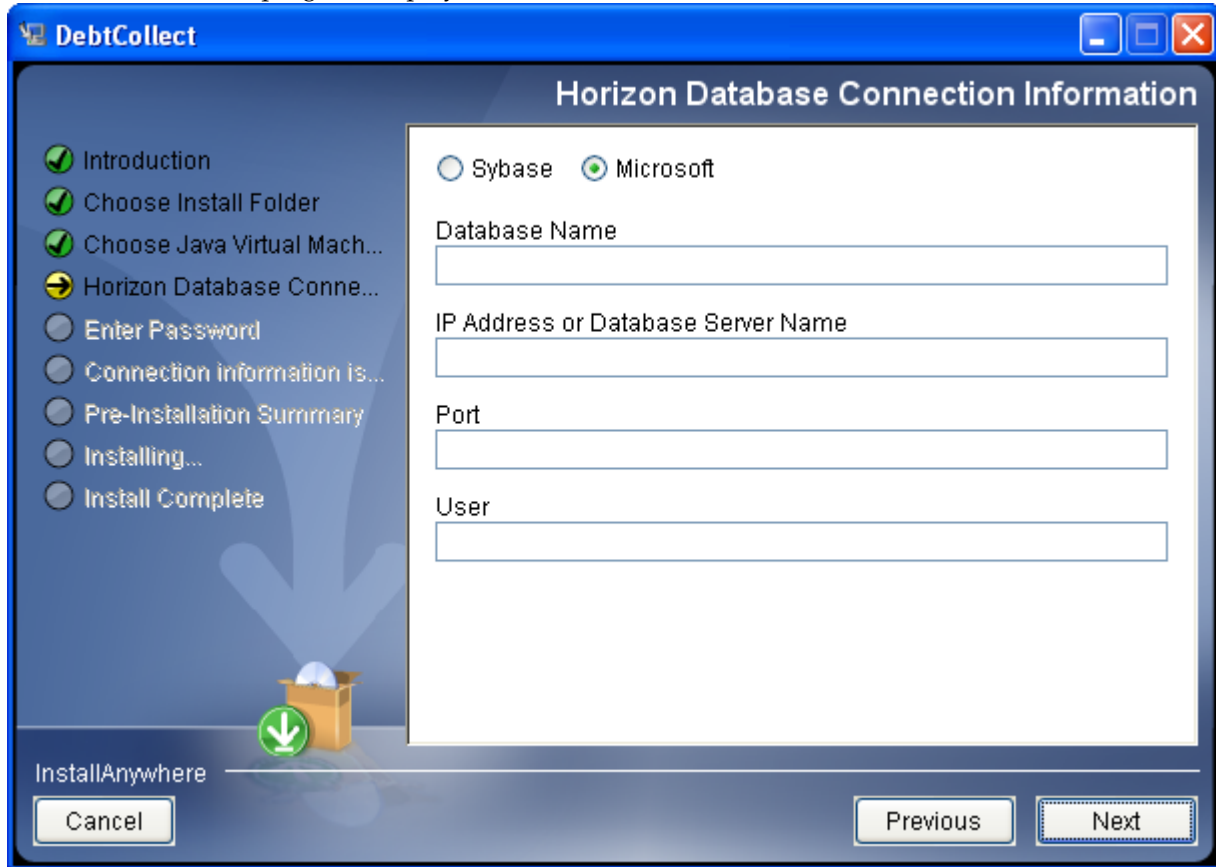 DebtCollect
Horizon Database Connection Information
Introduction
Choose Install Folder
Choose Java Virtual Mach...
Horizon Database Conne...
Enter Password
Connection information is...
Pre-Installation Summary
Installing...
Install Complete
Sybase Microsoft
Database Name
IP Address or Database Server Name
Port
User
InstallAnywhere
Cancel Previous Next